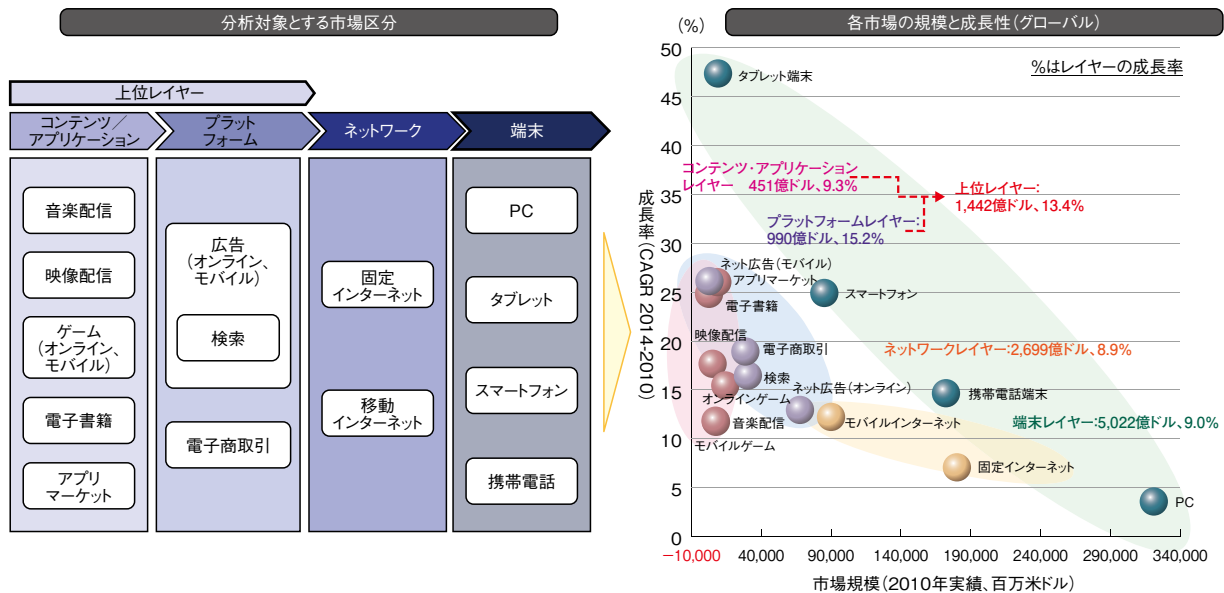 分析対象とする市場区分
上位レイヤー
コンテンツ／
アプリケーション
プラット
フォーム
ネットワーク
端末
音楽配信
映像配信
ゲーム
(オンライン、
モバイル)
電子書籍
アプリ
マーケット
広告
(オンライン、
モバイル)
検索
電子商取引
固定
インターネット
移動
インターネット
PC
タブレット
スマートフォン
携帯電話
各市場の規模と成長性（グローバル）
（%）
%はレイヤーの成長率
50
45
40
35
30
25
20
15
10
5
0
成長率（CAGR 2014-2010）
タブレット端末
コンテンツ・アプリケーション
レイヤー 451億ドル、9.3%
上位レイヤー：
1,442億ドル、13.4%
プラットフォームレイヤー：
990億ドル、15.2%
ネット広告（モバイル）
アプリマーケット
電子書籍
スマートフォン
映像配信
電子商取引
ネットワークレイヤー：2,699億ドル、8.9%
検索
ネット広告（オンライン）
オンラインゲーム
携帯電話端末
音楽配信
モバイルインターネット
端末レイヤー：5,022億ドル、9.0%
モバイルゲーム
固定インターネット
PC
－10,000
40,000
90,000
140,000
190,000
240,000
290,000
340,000
市場規模（2010年実績、百万米ドル）